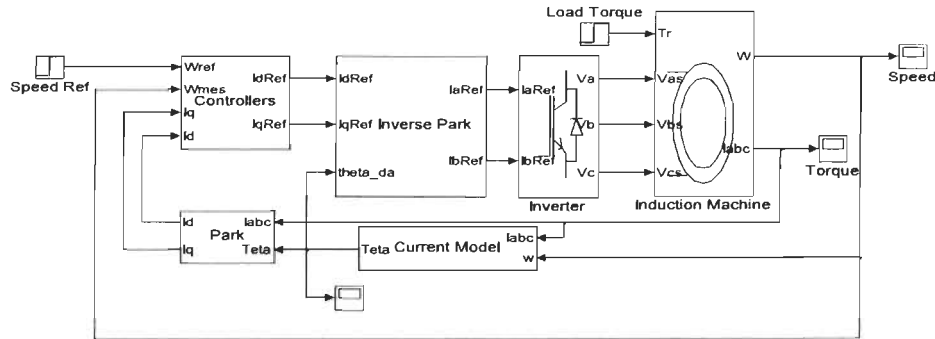 Load Torque
Tr
W
Speed
Speed Ref
Wref
Wmes
Controllers
Iq
Id
IdRef
IqRef
IdRef
IqRef
Inverse Park
theta_da
IaRef
IbRef
IaRef
IbRef
Va
Vb
Vc
Inverter
Vas
Vbs
Vcs
Iabc
Induction Machine
Torque
Id
Iq
Park
Iabc
Teta
Teta
Current Model
Iabc
w